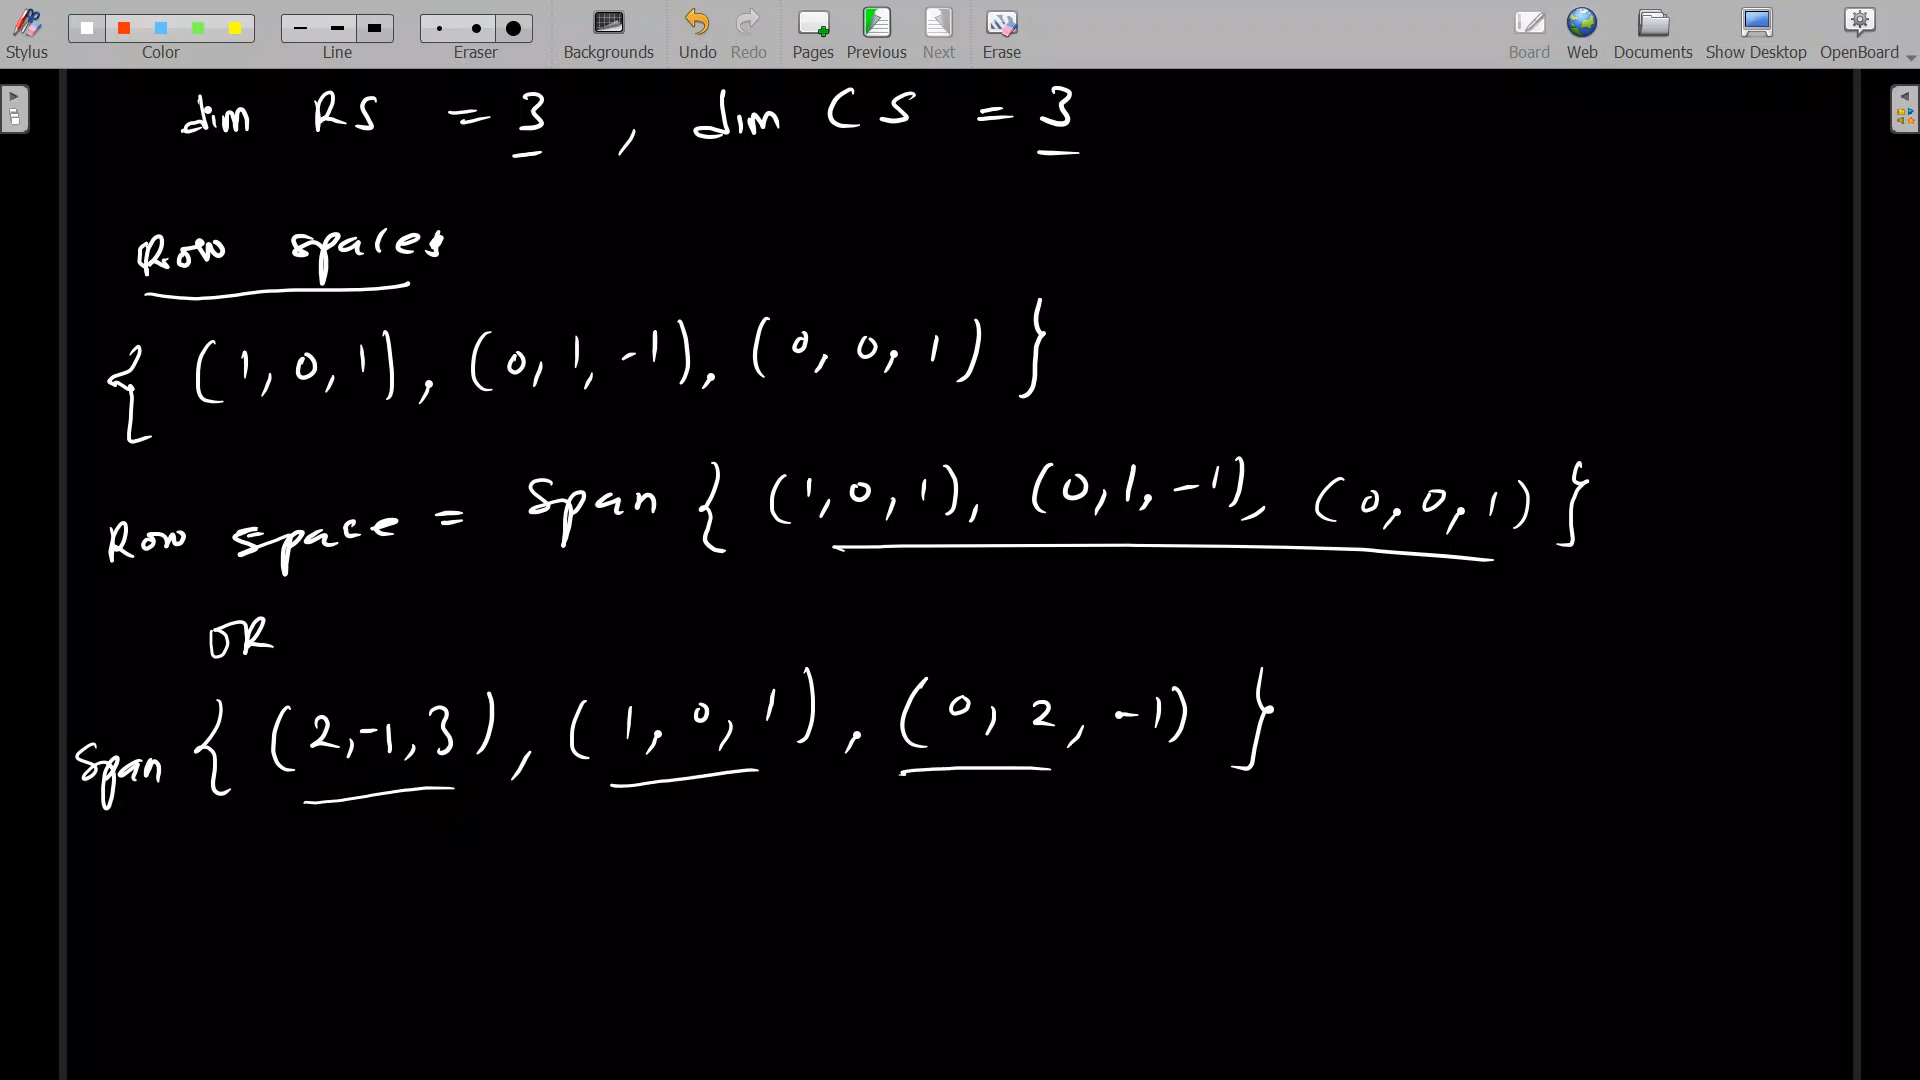 Stylus Color Line Eraser Backgrounds Undo Redo Pages Previous Next Erase Board Web Documents Show Desktop OpenBoard
dim RS = 3 , dim CS = 3
Row spaces
{ (1, 0, 1), (0, 1, -1), (0, 0, 1) }
Row space = Span { (1, 0, 1), (0, 1, -1), (0, 0, 1) }
OR
Span { (2, -1, 3), (1, 0, 1), (0, 2, -1) }